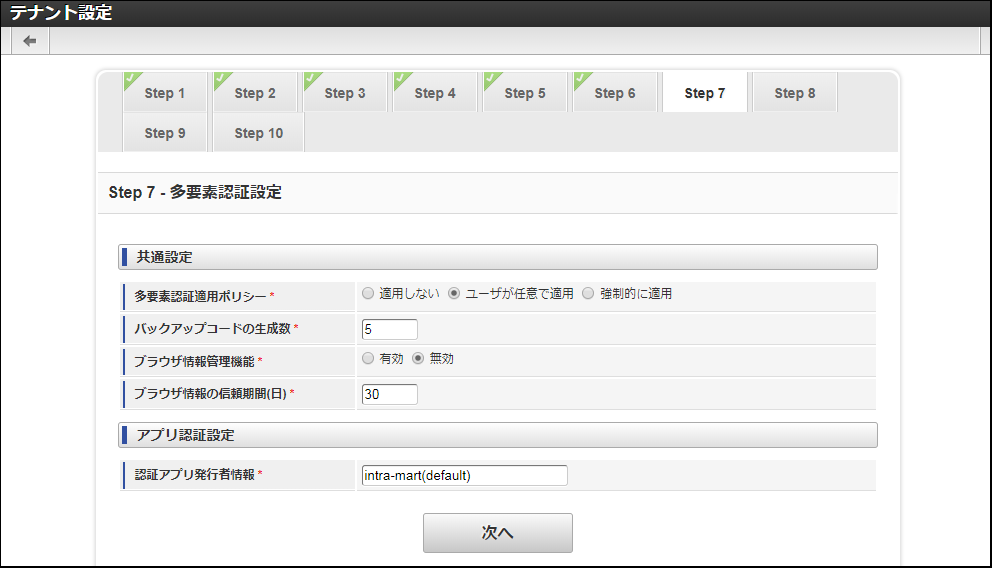 テナント設定
Step 1 Step 2 Step 3 Step 4 Step 5 Step 6 Step 7 Step 8
Step 9 Step 10
Step 7 - 多要素認証設定
共通設定
多要素認証適用ポリシー * 適用しない ユーザが任意で適用 強制的に適用
バックアップコードの生成数 * 5
ブラウザ情報管理機能 * 有効 無効
ブラウザ情報の信頼期間(日) * 30
アプリ認証設定
認証アプリ発行者情報 * intra-mart(default)
次へ